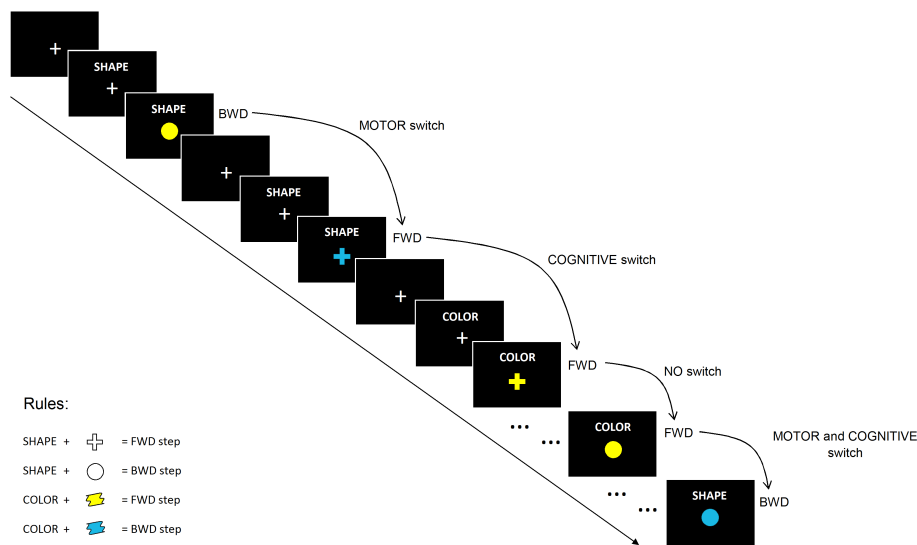 SHAPE
SHAPE
BWD
MOTOR switch
SHAPE
SHAPE
FWD
COGNITIVE switch
COLOR
COLOR
FWD
NO switch
...
...
COLOR
FWD
MOTOR and COGNITIVE
switch
...
...
SHAPE
BWD
Rules:
SHAPE + = FWD step
SHAPE + = BWD step
COLOR + = FWD step
COLOR + = BWD step